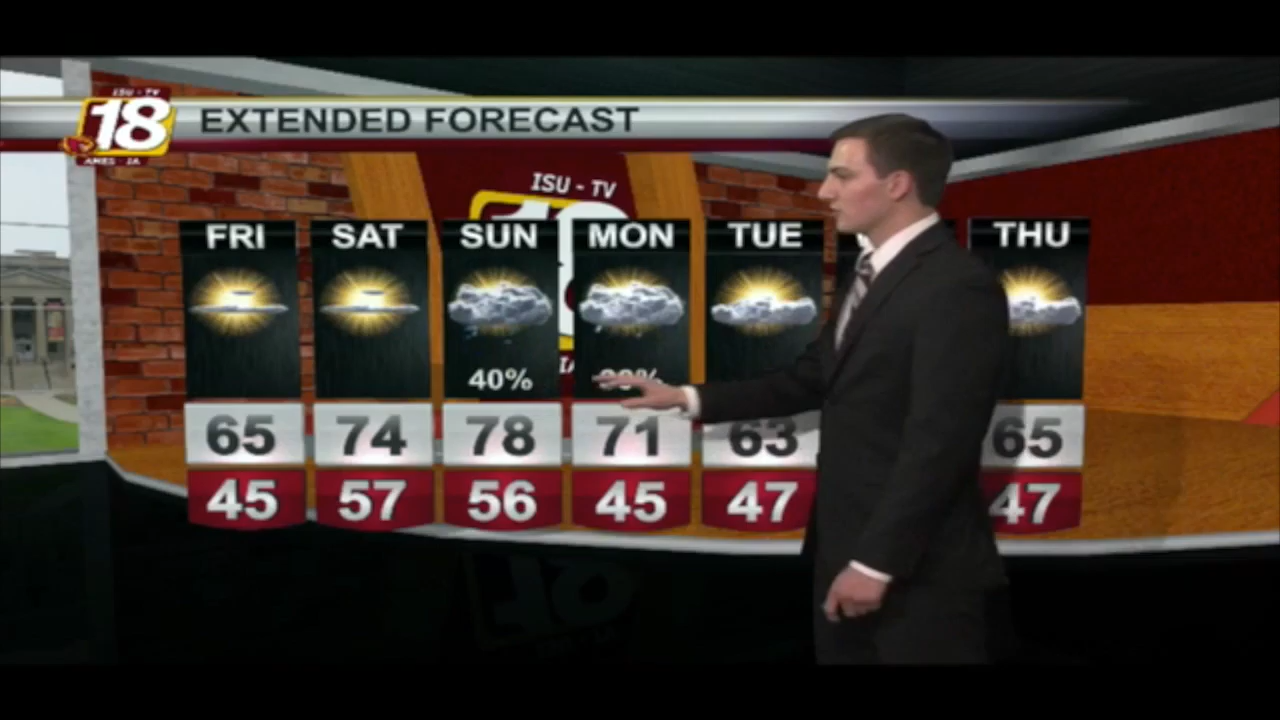 ISU - TV
18
AMES - IA
EXTENDED FORECAST
ISU - TV
FRI SAT SUN MON TUE THU
40%
65 74 78 71 63 65
45 57 56 45 47 47